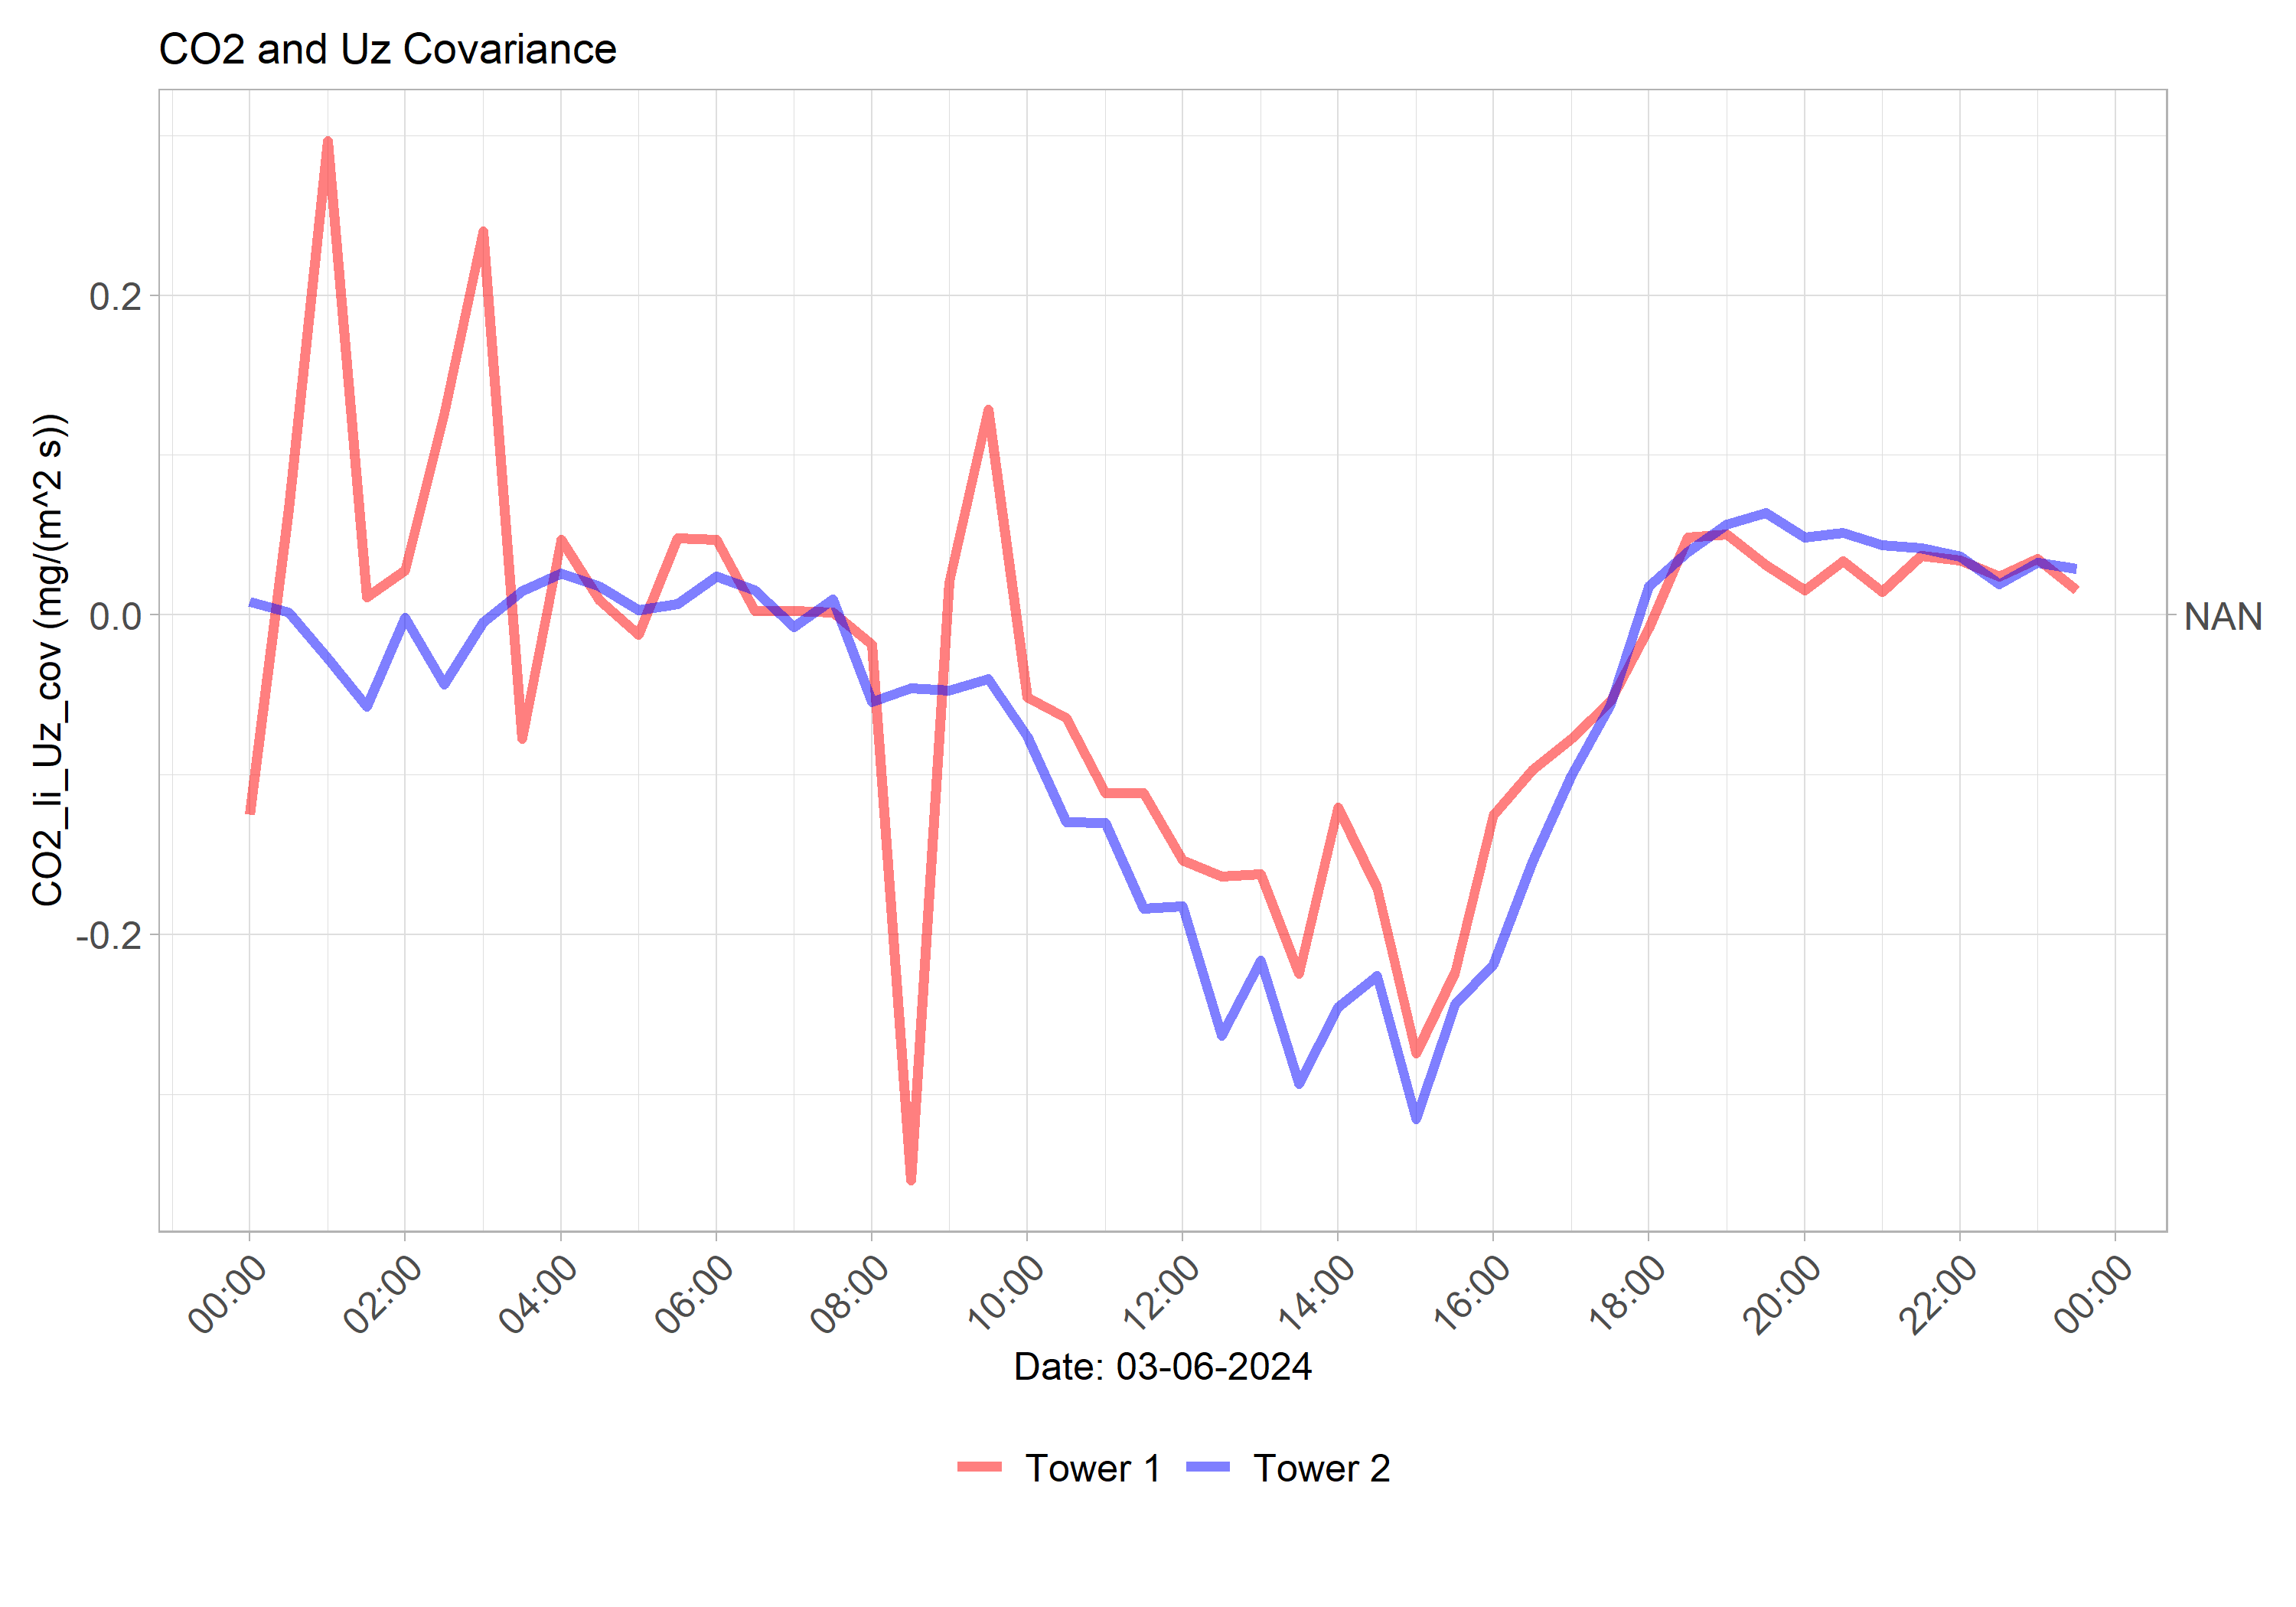 CO2 and Uz Covariance
CO2_li_Uz_cov (mg/(m^2 s))
0.2
0.0
-0.2
NAN
00:00 02:00 04:00 06:00 08:00 10:00 12:00 14:00 16:00 18:00 20:00 22:00 00:00
Date: 03-06-2024
Tower 1 Tower 2